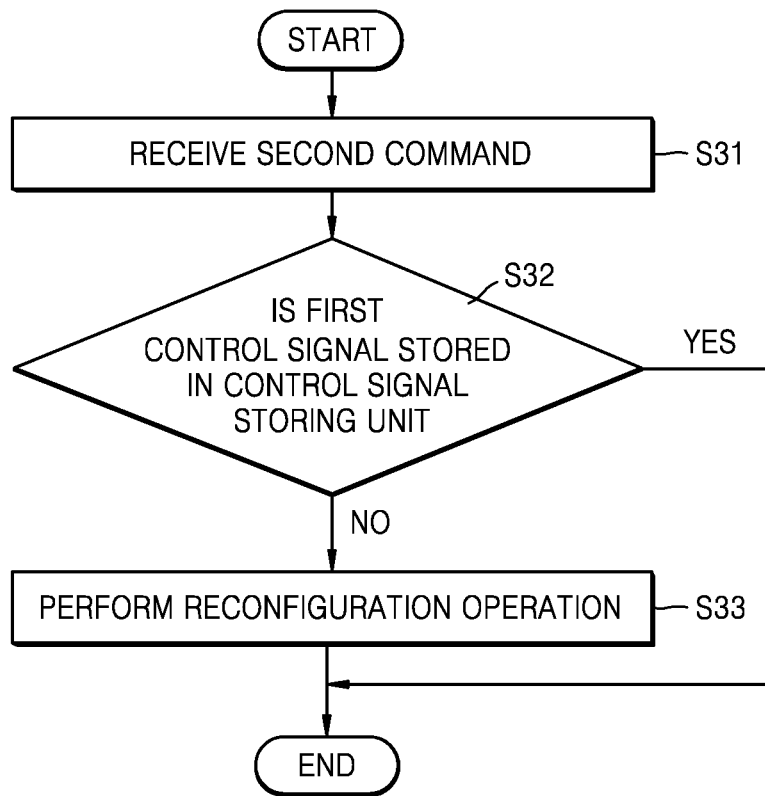 START
RECEIVE SECOND COMMAND
S31
S32
IS FIRST
CONTROL SIGNAL STORED
IN CONTROL SIGNAL
STORING UNIT
YES
NO
PERFORM RECONFIGURATION OPERATION
S33
END